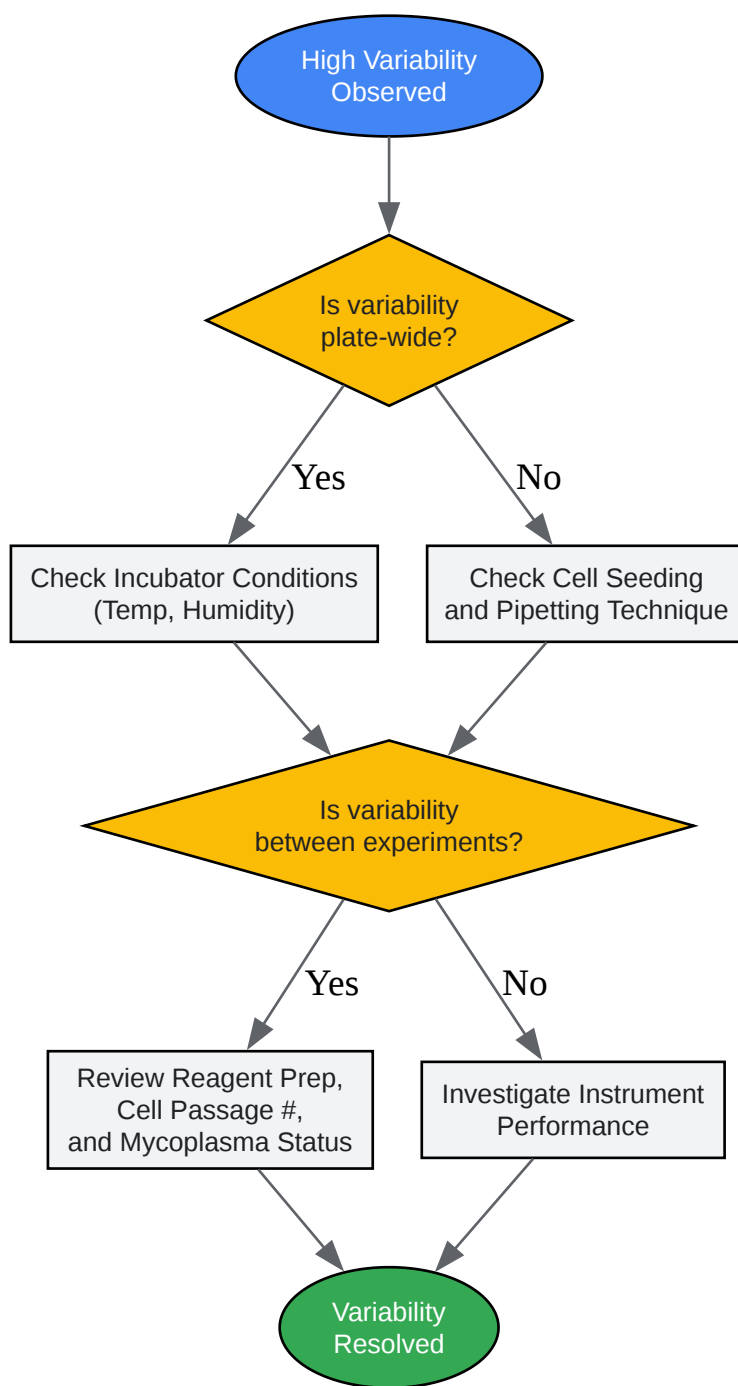 High Variability
Observed
Is variability
plate-wide?
Yes
No
Check Incubator Conditions
(Temp, Humidity)
Check Cell Seeding
and Pipetting Technique
Is variability
between experiments?
Yes
No
Review Reagent Prep,
Cell Passage #,
and Mycoplasma Status
Investigate Instrument
Performance
Variability
Resolved